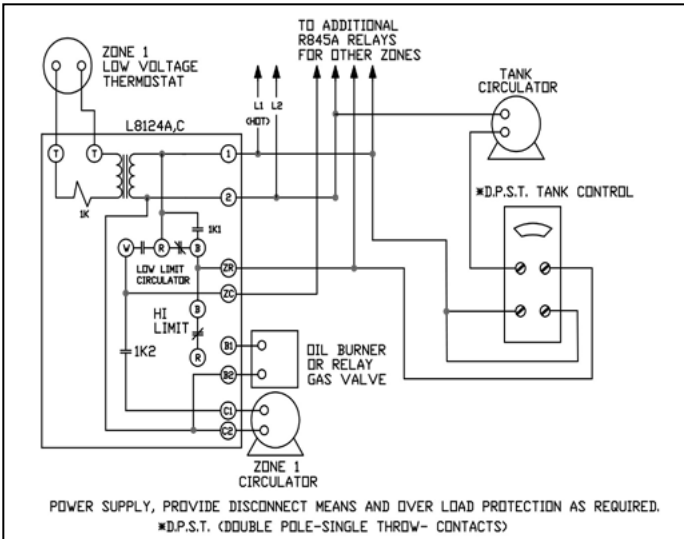 TO ADDITIONAL
R845A RELAYS
FOR OTHER ZONES
ZONE 1
LOW VOLTAGE
THERMOSTAT
TANK
CIRCULATOR
L1 L2
(HOT)
L8124A,C
T T 1
*D.P.S.T. TANK CONTROL
2
1K
1K1
W R B
ZR
LOW LIMIT
CIRCULATOR
ZC
B
HI
LIMIT
1K2
R
B1
OIL BURNER
OR RELAY
GAS VALVE
B2
C1
C2
ZONE 1
CIRCULATOR
POWER SUPPLY, PROVIDE DISCONNECT MEANS AND OVER LOAD PROTECTION AS REQUIRED.
*D.P.S.T. (DOUBLE POLE-SINGLE THROW- CONTACTS)